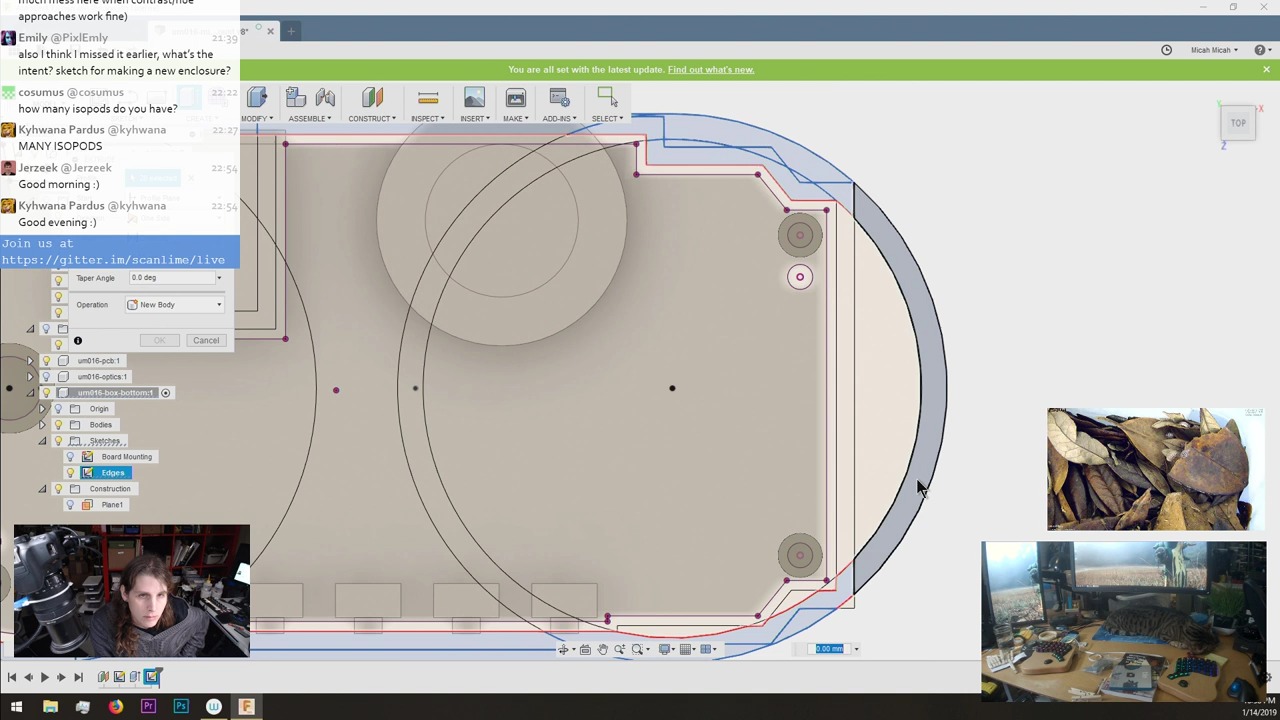 approaches work fine)
Emily @PixlEmly 21:39
also I think I missed it earlier, what's the
intent? sketch for making a new enclosure?
cosumus @cosumus 22:22
how many isopods do you have?
Kyhwana Pardus @kyhwana 22:27
MANY ISOPODS
Jerzeek @Jerzeek 22:54
Good morning :)
Kyhwana Pardus @kyhwana 22:54
Good evening :)
Join us at
https://gitter.im/scanlime/live
Micah Micah
You are all set with the latest update. Find out what's new.
MODIFY ASSEMBLE CONSTRUCT INSPECT INSERT MAKE ADD-INS SELECT
TOP
Taper Angle 0.0 deg
Operation New Body
OK Cancel
um016-pcb:1
um016-optics:1
um016-box-bottom:1
Origin
Bodies
Sketches
Board Mounting
Edges
Construction
Plane1
0.00 mm
Pr Ps
1/14/2019